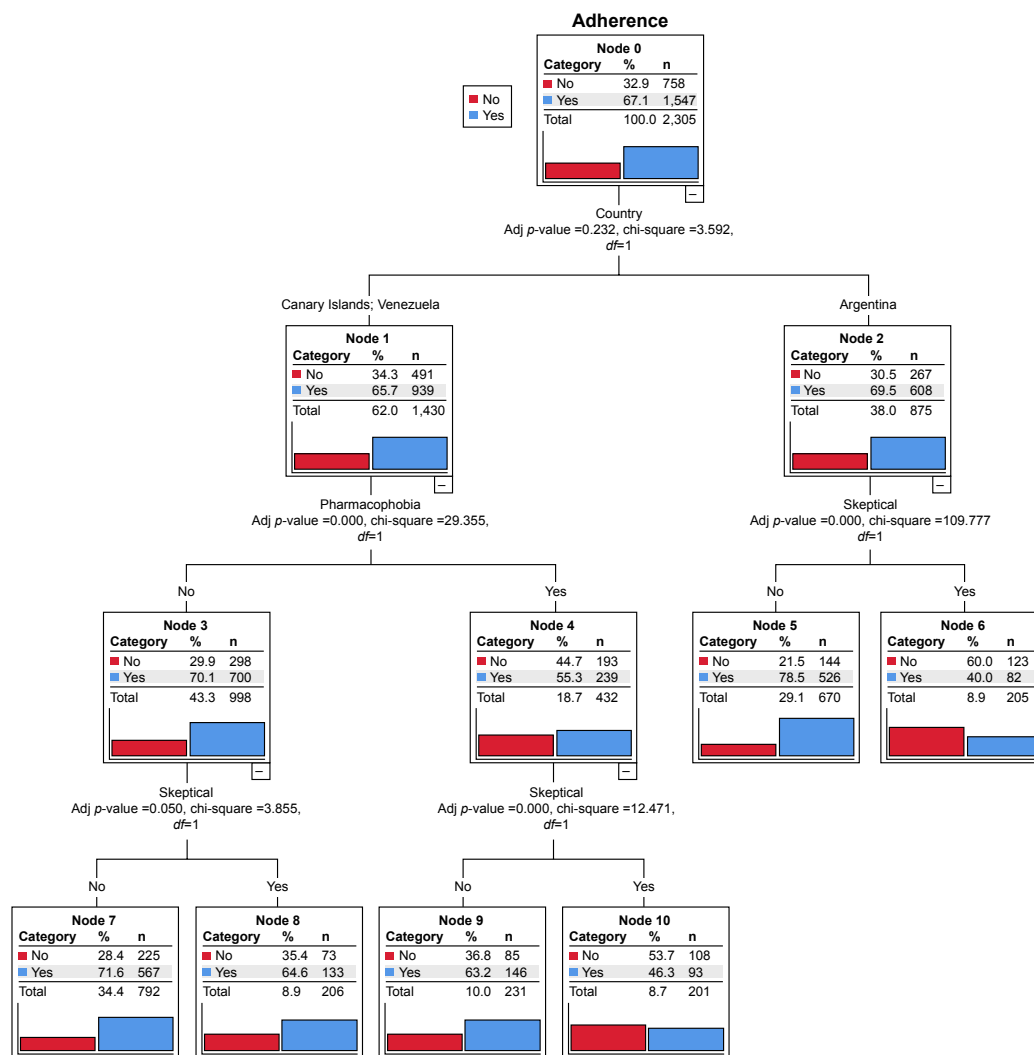 Adherence
Node 0
Category % n
No 32.9 758
Yes 67.1 1,547
Total 100.0 2,305
No
Yes
Country
Adj p-value =0.232, chi-square =3.592,
df=1
Canary Islands; Venezuela
Argentina
Node 1
Category % n
No 34.3 491
Yes 65.7 939
Total 62.0 1,430
Node 2
Category % n
No 30.5 267
Yes 69.5 608
Total 38.0 875
Pharmacophobia
Adj p-value =0.000, chi-square =29.355,
df=1
Skeptical
Adj p-value =0.000, chi-square =109.777
df=1
No
Yes
No
Yes
Node 3
Category % n
No 29.9 298
Yes 70.1 700
Total 43.3 998
Node 4
Category % n
No 44.7 193
Yes 55.3 239
Total 18.7 432
Node 5
Category % n
No 21.5 144
Yes 78.5 526
Total 29.1 670
Node 6
Category % n
No 60.0 123
Yes 40.0 82
Total 8.9 205
Skeptical
Adj p-value =0.050, chi-square =3.855,
df=1
Skeptical
Adj p-value =0.000, chi-square =12.471,
df=1
No
Yes
No
Yes
Node 7
Category % n
No 28.4 225
Yes 71.6 567
Total 34.4 792
Node 8
Category % n
No 35.4 73
Yes 64.6 133
Total 8.9 206
Node 9
Category % n
No 36.8 85
Yes 63.2 146
Total 10.0 231
Node 10
Category % n
No 53.7 108
Yes 46.3 93
Total 8.7 201